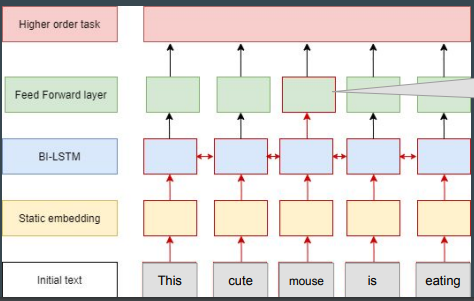 Higher order task
Feed Forward layer
BI-LSTM
Static embedding
Initial text
This cute mouse is eating